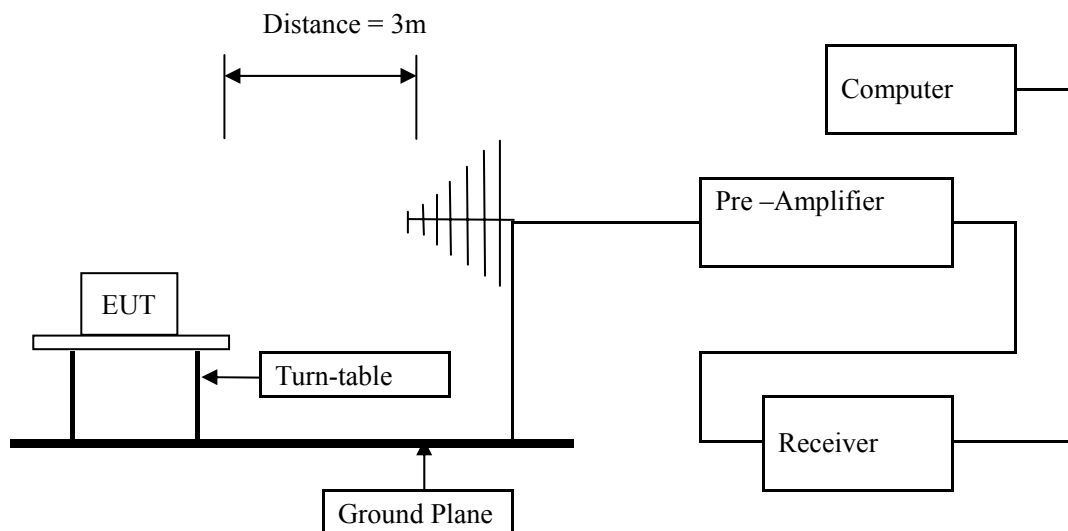 Distance = 3m
Computer
Pre –Amplifier
EUT
Turn-table
Receiver
Ground Plane